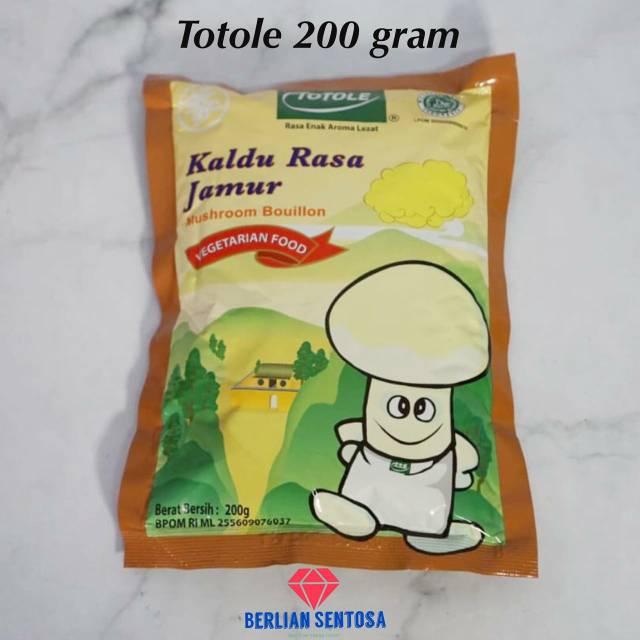 Totole 200 gram
TOTOLE
®
Rasa Enak Aroma Lezat
Kaldu Rasa
Jamur
Mushroom Bouillon
VEGETARIAN FOOD
Berat Bersih : 200g
BPOM RI ML 255609076037
BERLIAN SENTOSA